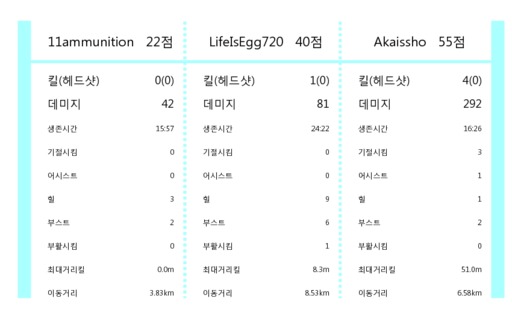 11ammunition 22점 LifeIsEgg720 40점 Akaissho 55점
킬(헤드샷) 0(0) 킬(헤드샷) 1(0) 킬(헤드샷) 4(0)
데미지 42 데미지 81 데미지 292
생존시간 15:57 생존시간 24:22 생존시간 16:26
기절시킴 0 기절시킴 0 기절시킴 3
어시스트 0 어시스트 0 어시스트 1
힐 3 힐 9 힐 1
부스트 2 부스트 6 부스트 2
부활시킴 0 부활시킴 1 부활시킴 0
최대거리킬 0.0m 최대거리킬 8.3m 최대거리킬 51.0m
이동거리 3.83km 이동거리 8.53km 이동거리 6.58km